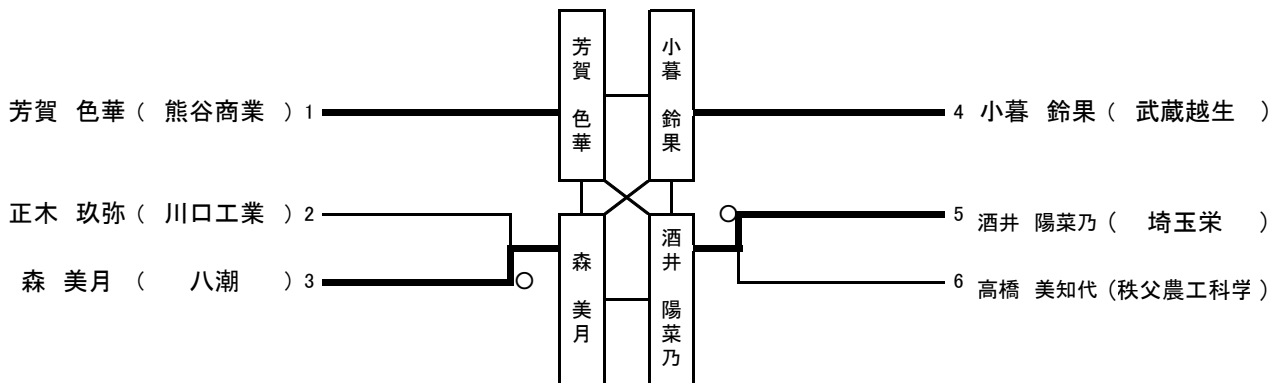 芳賀 色華 ( 熊谷商業 ) 1
正木 玖弥 ( 川口工業 ) 2
森 美月 ( 八潮 ) 3
芳賀 色華
小暮 鈴果
森 美月
酒井 陽菜乃
4 小暮 鈴果 ( 武蔵越生 )
5 酒井 陽菜乃 ( 埼玉栄 )
6 高橋 美知代 (秩父農工科学 )